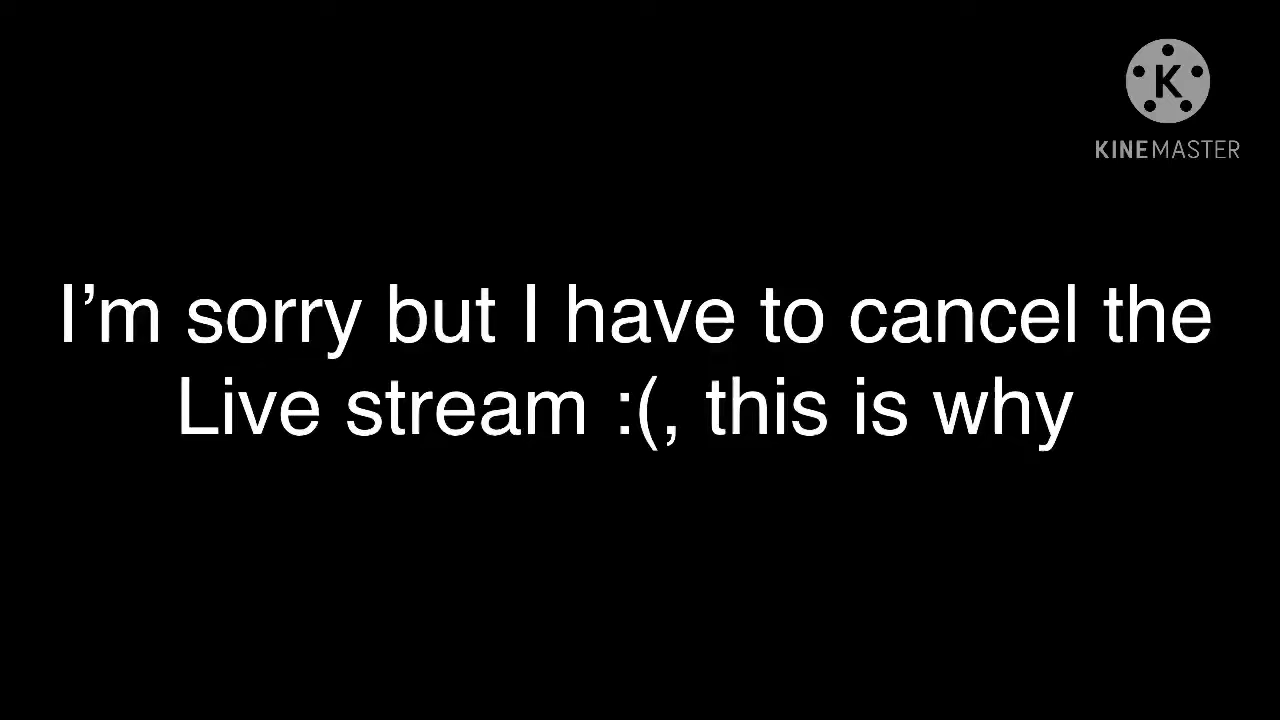 K
KINEMASTER
I’m sorry but I have to cancel the
Live stream :(, this is why